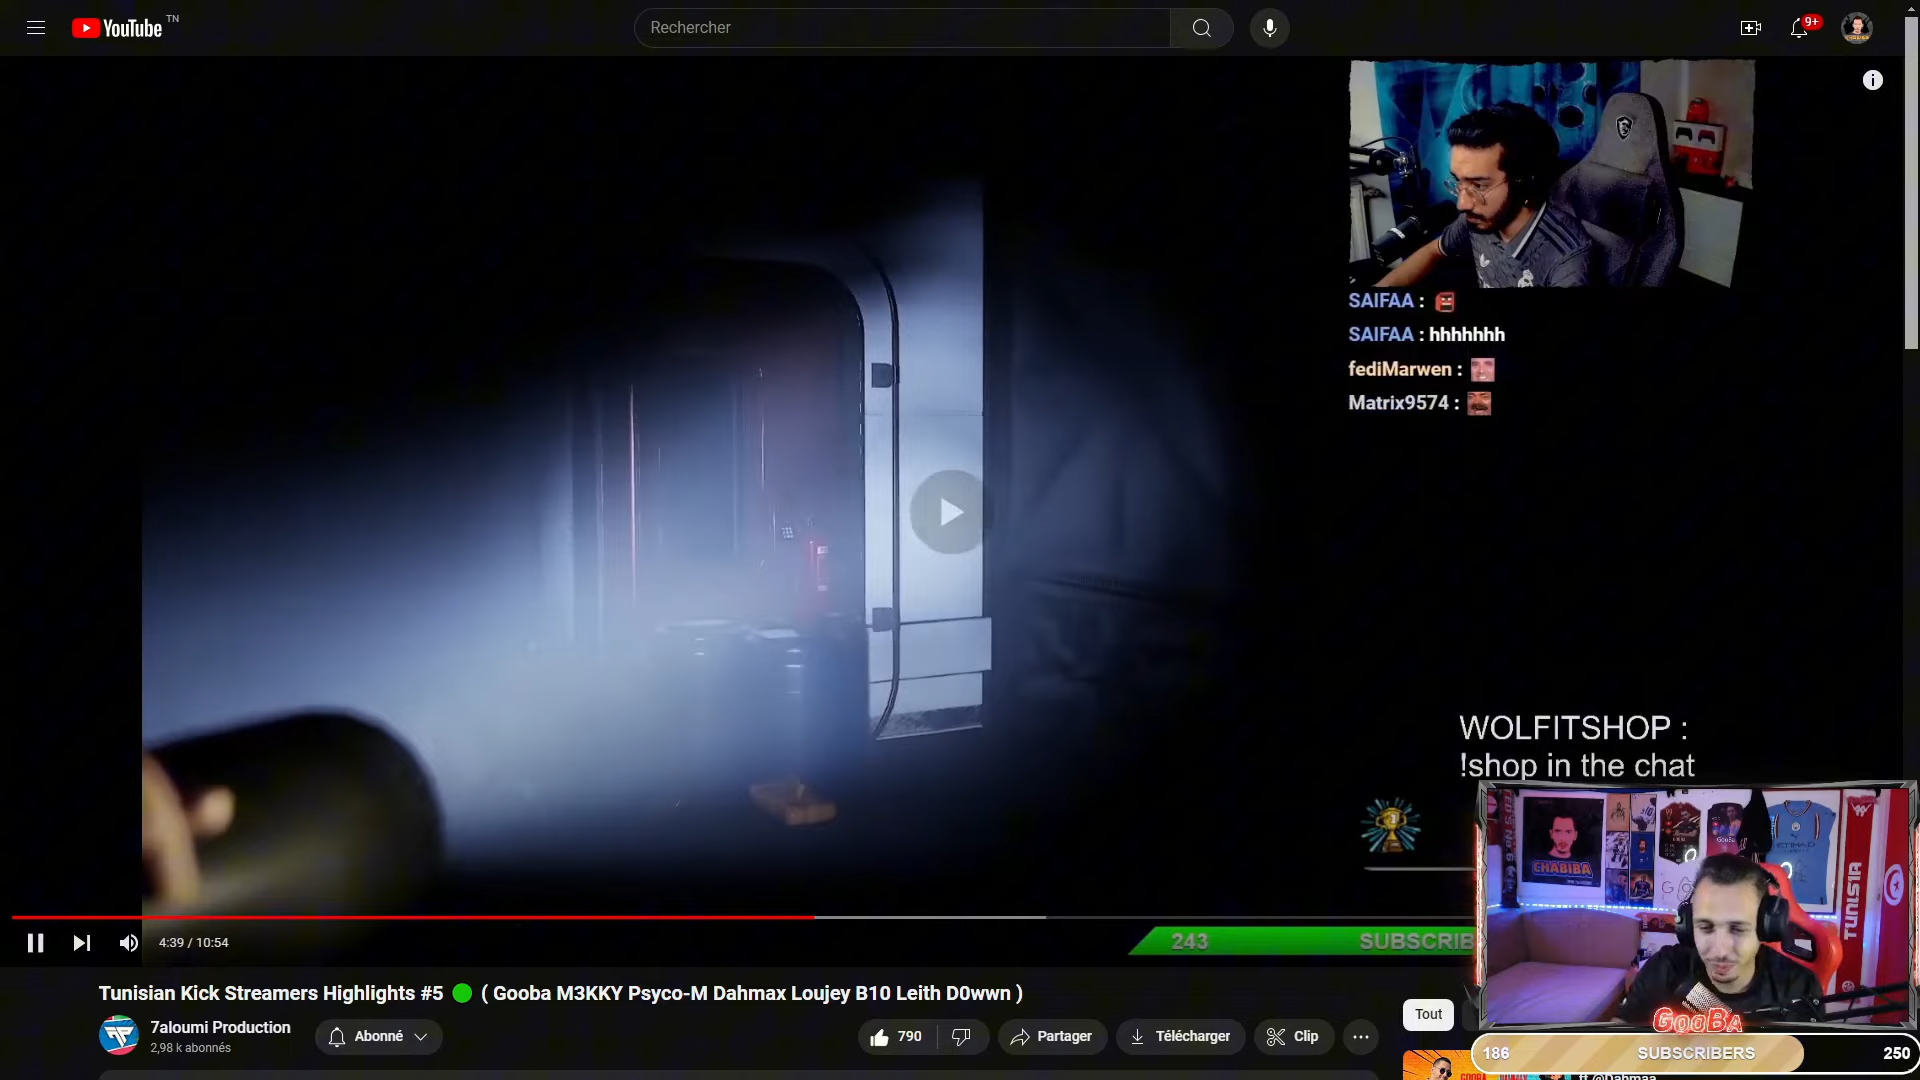 YouTube TN
Rechercher
9+
SAIFAA :
SAIFAA : hhhhhhh
fediMarwen :
Matrix9574 :
WOLFITSHOP :
!shop in the chat
CHABIBA
TUNISIA
4:39 / 10:54
243 SUBSCRIB
GooBa
Tunisian Kick Streamers Highlights #5 🟢 ( Gooba M3KKY Psyco-M Dahmax Loujey B10 Leith D0wwn )
7aloumi Production
2,98 k abonnés
Abonné
790
Partager
Télécharger
Clip
Tout
186 SUBSCRIBERS 250
ft @Dahmaa